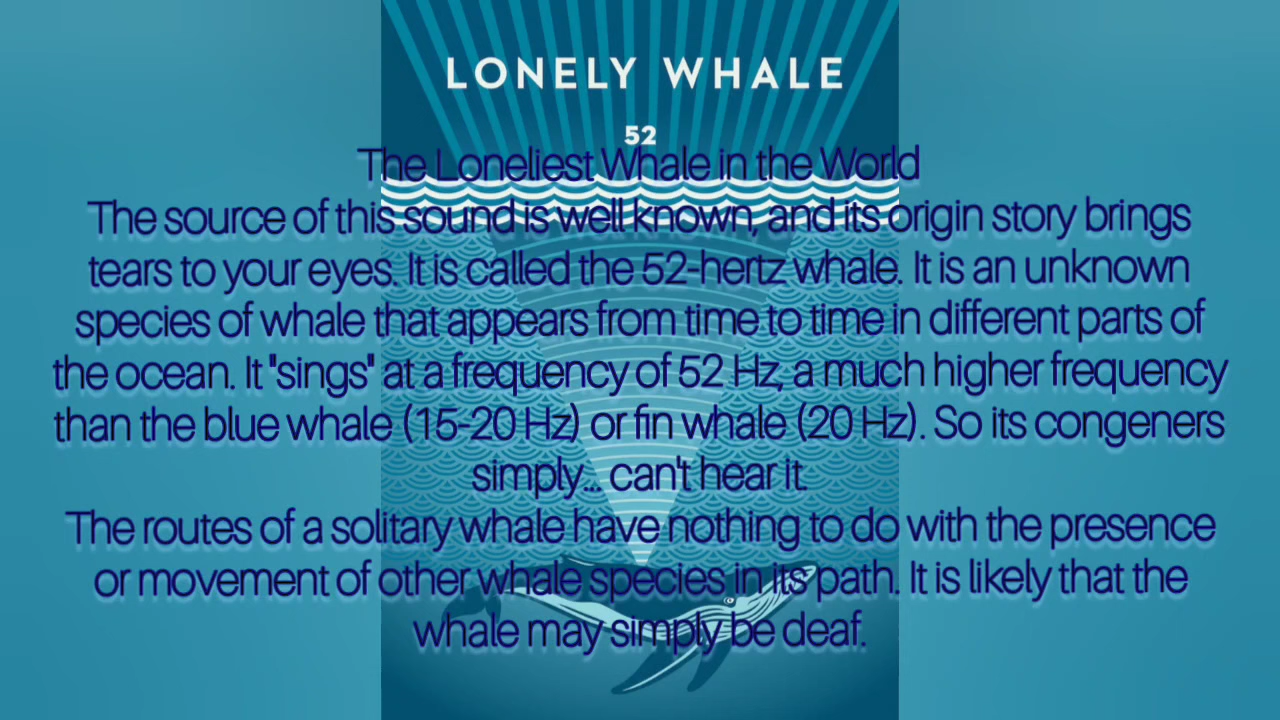 LONELY WHALE
52
The Loneliest Whale in the World
The source of this sound is well known, and its origin story brings
tears to your eyes. It is called the 52-hertz whale. It is an unknown
species of whale that appears from time to time in different parts of
the ocean. It "sings" at a frequency of 52 Hz, a much higher frequency
than the blue whale (15-20 Hz) or fin whale (20 Hz). So its congeners
simply... can't hear it.
The routes of a solitary whale have nothing to do with the presence
or movement of other whale species in its path. It is likely that the
whale may simply be deaf.